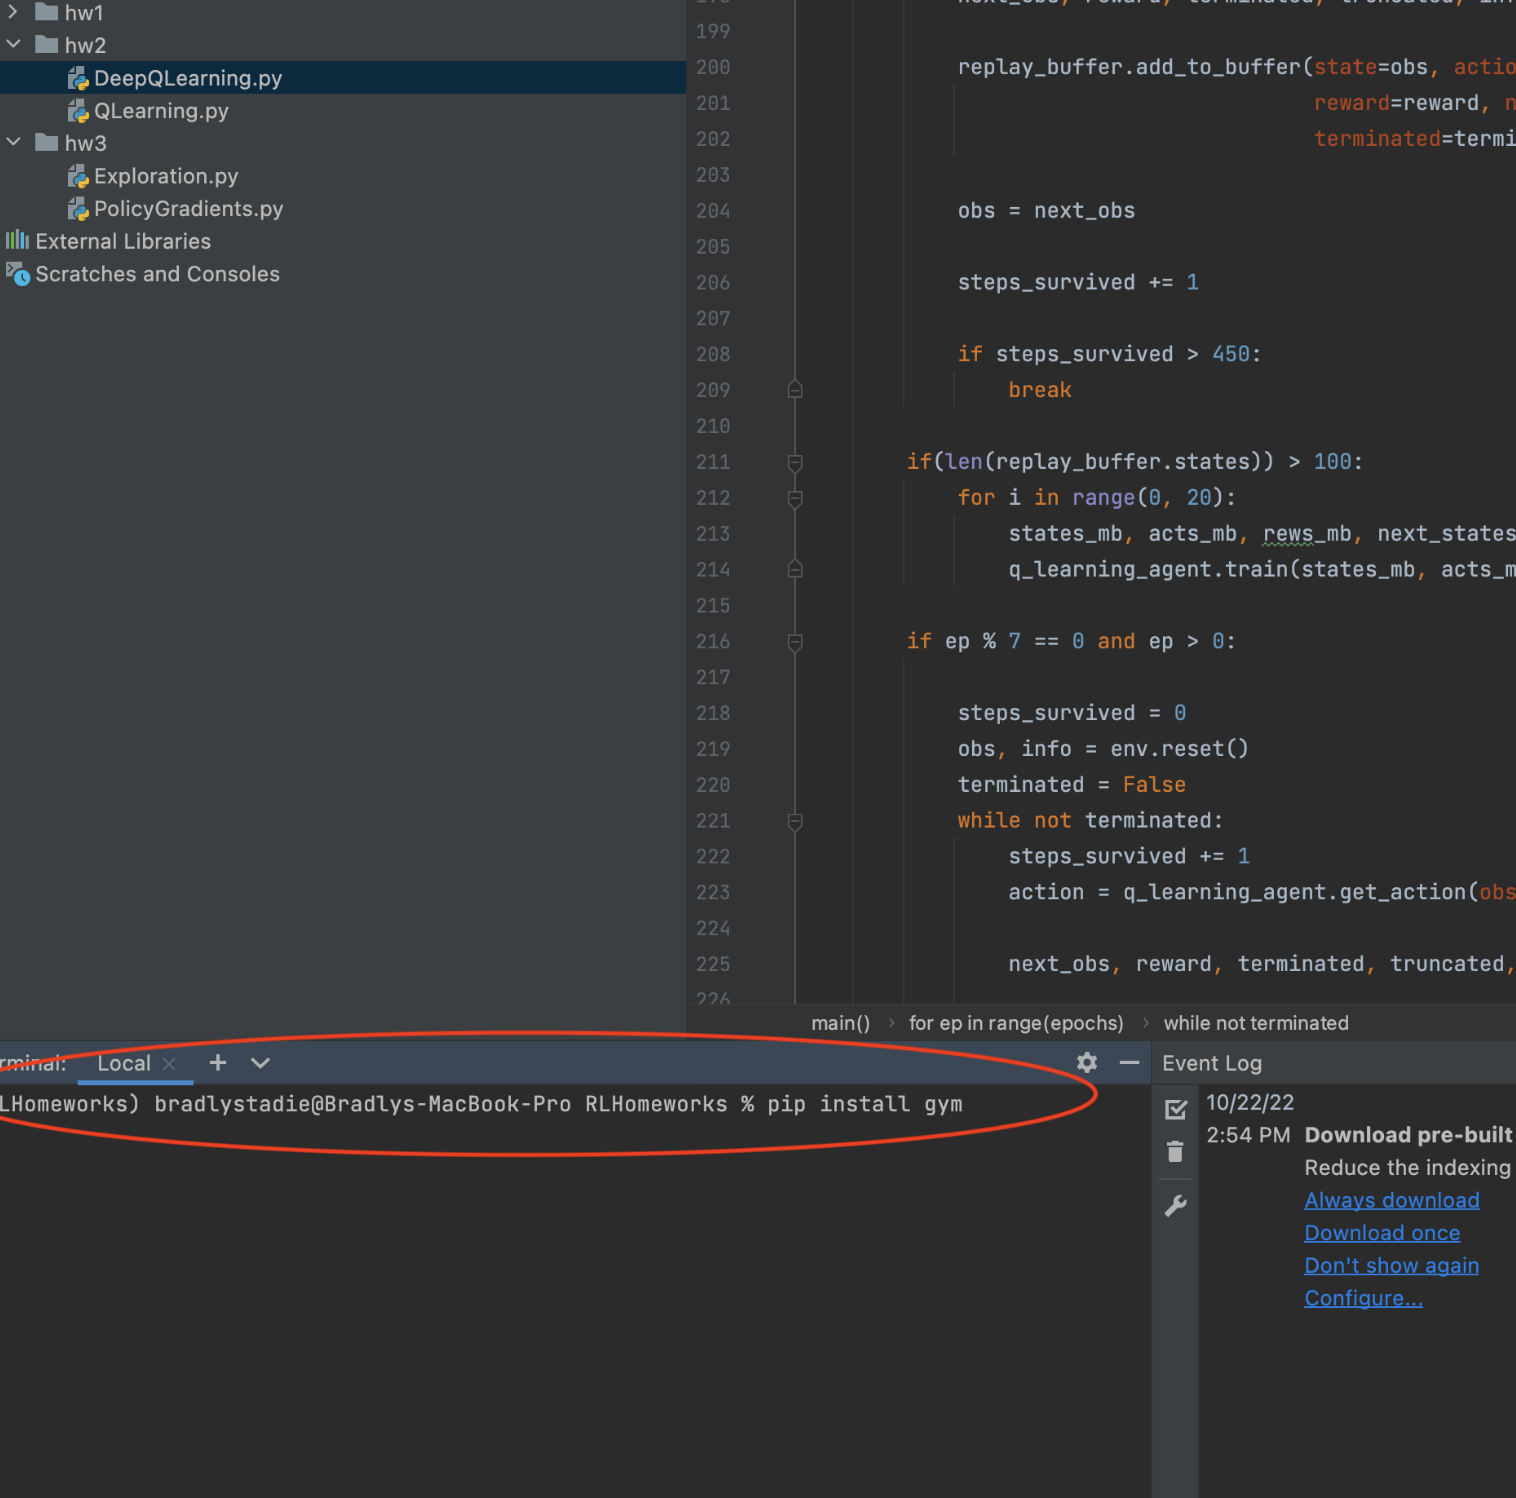 hw1
hw2
DeepQLearning.py
QLearning.py
hw3
Exploration.py
PolicyGradients.py
External Libraries
Scratches and Consoles
199
200 replay_buffer.add_to_buffer(state=obs, actio
201 reward=reward, n
202 terminated=termi
203
204 obs = next_obs
205
206 steps_survived += 1
207
208 if steps_survived > 450:
209 break
210
211 if(len(replay_buffer.states)) > 100:
212 for i in range(0, 20):
213 states_mb, acts_mb, rews_mb, next_states
214 q_learning_agent.train(states_mb, acts_m
215
216 if ep % 7 == 0 and ep > 0:
217
218 steps_survived = 0
219 obs, info = env.reset()
220 terminated = False
221 while not terminated:
222 steps_survived += 1
223 action = q_learning_agent.get_action(obs
224
225 next_obs, reward, terminated, truncated,
226
main() › for ep in range(epochs) › while not terminated
rminal: Local × +
LHomeworks) bradlystadie@Bradlys-MacBook-Pro RLHomeworks % pip install gym
Event Log
10/22/22
2:54 PM Download pre-built
Reduce the indexing
Always download
Download once
Don't show again
Configure...